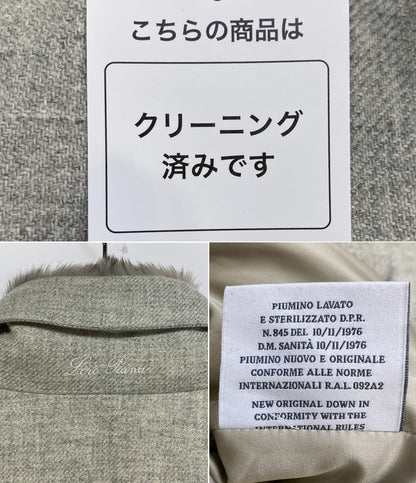 こちらの商品は
クリーニング
済みです
Loro Piana
PIUMINO LAVATO
E STERILIZZATO D.P.R.
N.845 DEL 10/11/1976
D.M. SANITÀ 10/11/1976
PIUMINO NUOVO E ORIGINALE
CONFORME ALLE NORME
INTERNAZIONALI R.A.L. 092A2
NEW ORIGINAL DOWN IN
CONFORMITY WITH THE
INTERNATIONAL RULES